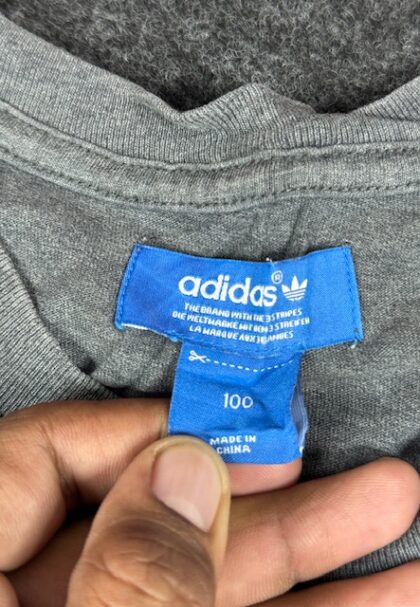 adidas®
THE BRAND WITH THE 3 STRIPES
DIE WELTMARKE MIT DEN 3 STREIFEN
LA MARQUE AUX 3 BANDES
100
MADE IN
CHINA